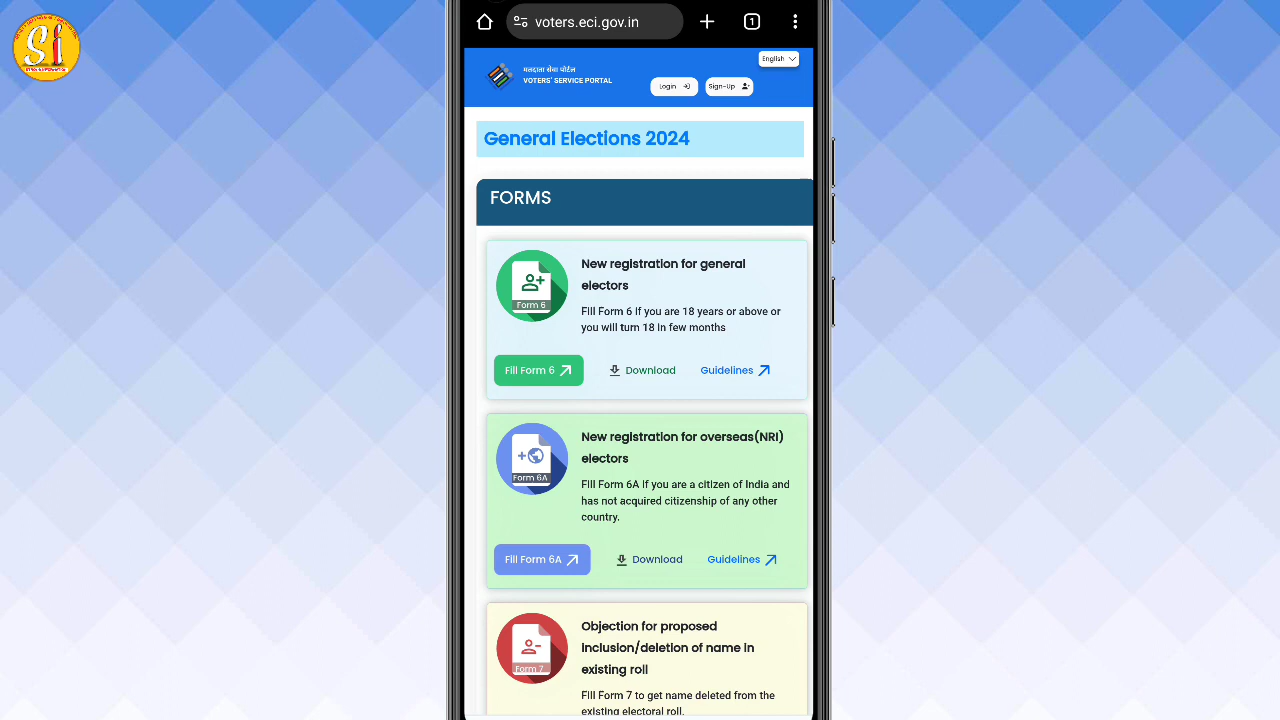 Si
voters.eci.gov.in
1
English
मतदाता सेवा पोर्टल
VOTERS' SERVICE PORTAL
Login
Sign-Up
General Elections 2024
FORMS
Form 6
New registration for general
electors
Fill Form 6 if you are 18 years or above or
you will turn 18 in few months
Fill Form 6
Download
Guidelines
Form 6A
New registration for overseas(NRI)
electors
Fill Form 6A if you are a citizen of India and
has not acquired citizenship of any other
country.
Fill Form 6A
Download
Guidelines
Form 7
Objection for proposed
inclusion/deletion of name in
existing roll
Fill Form 7 to get name deleted from the
existing electoral roll.